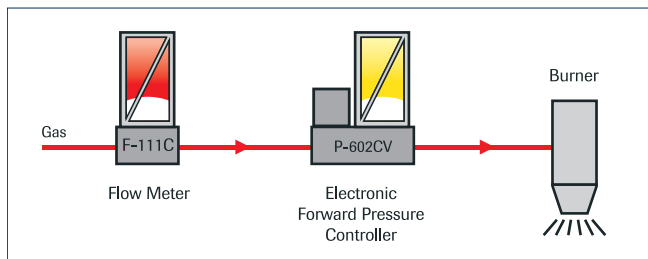 Gas
F-111C
Flow Meter
P-602CV
Electronic
Forward Pressure
Controller
Burner